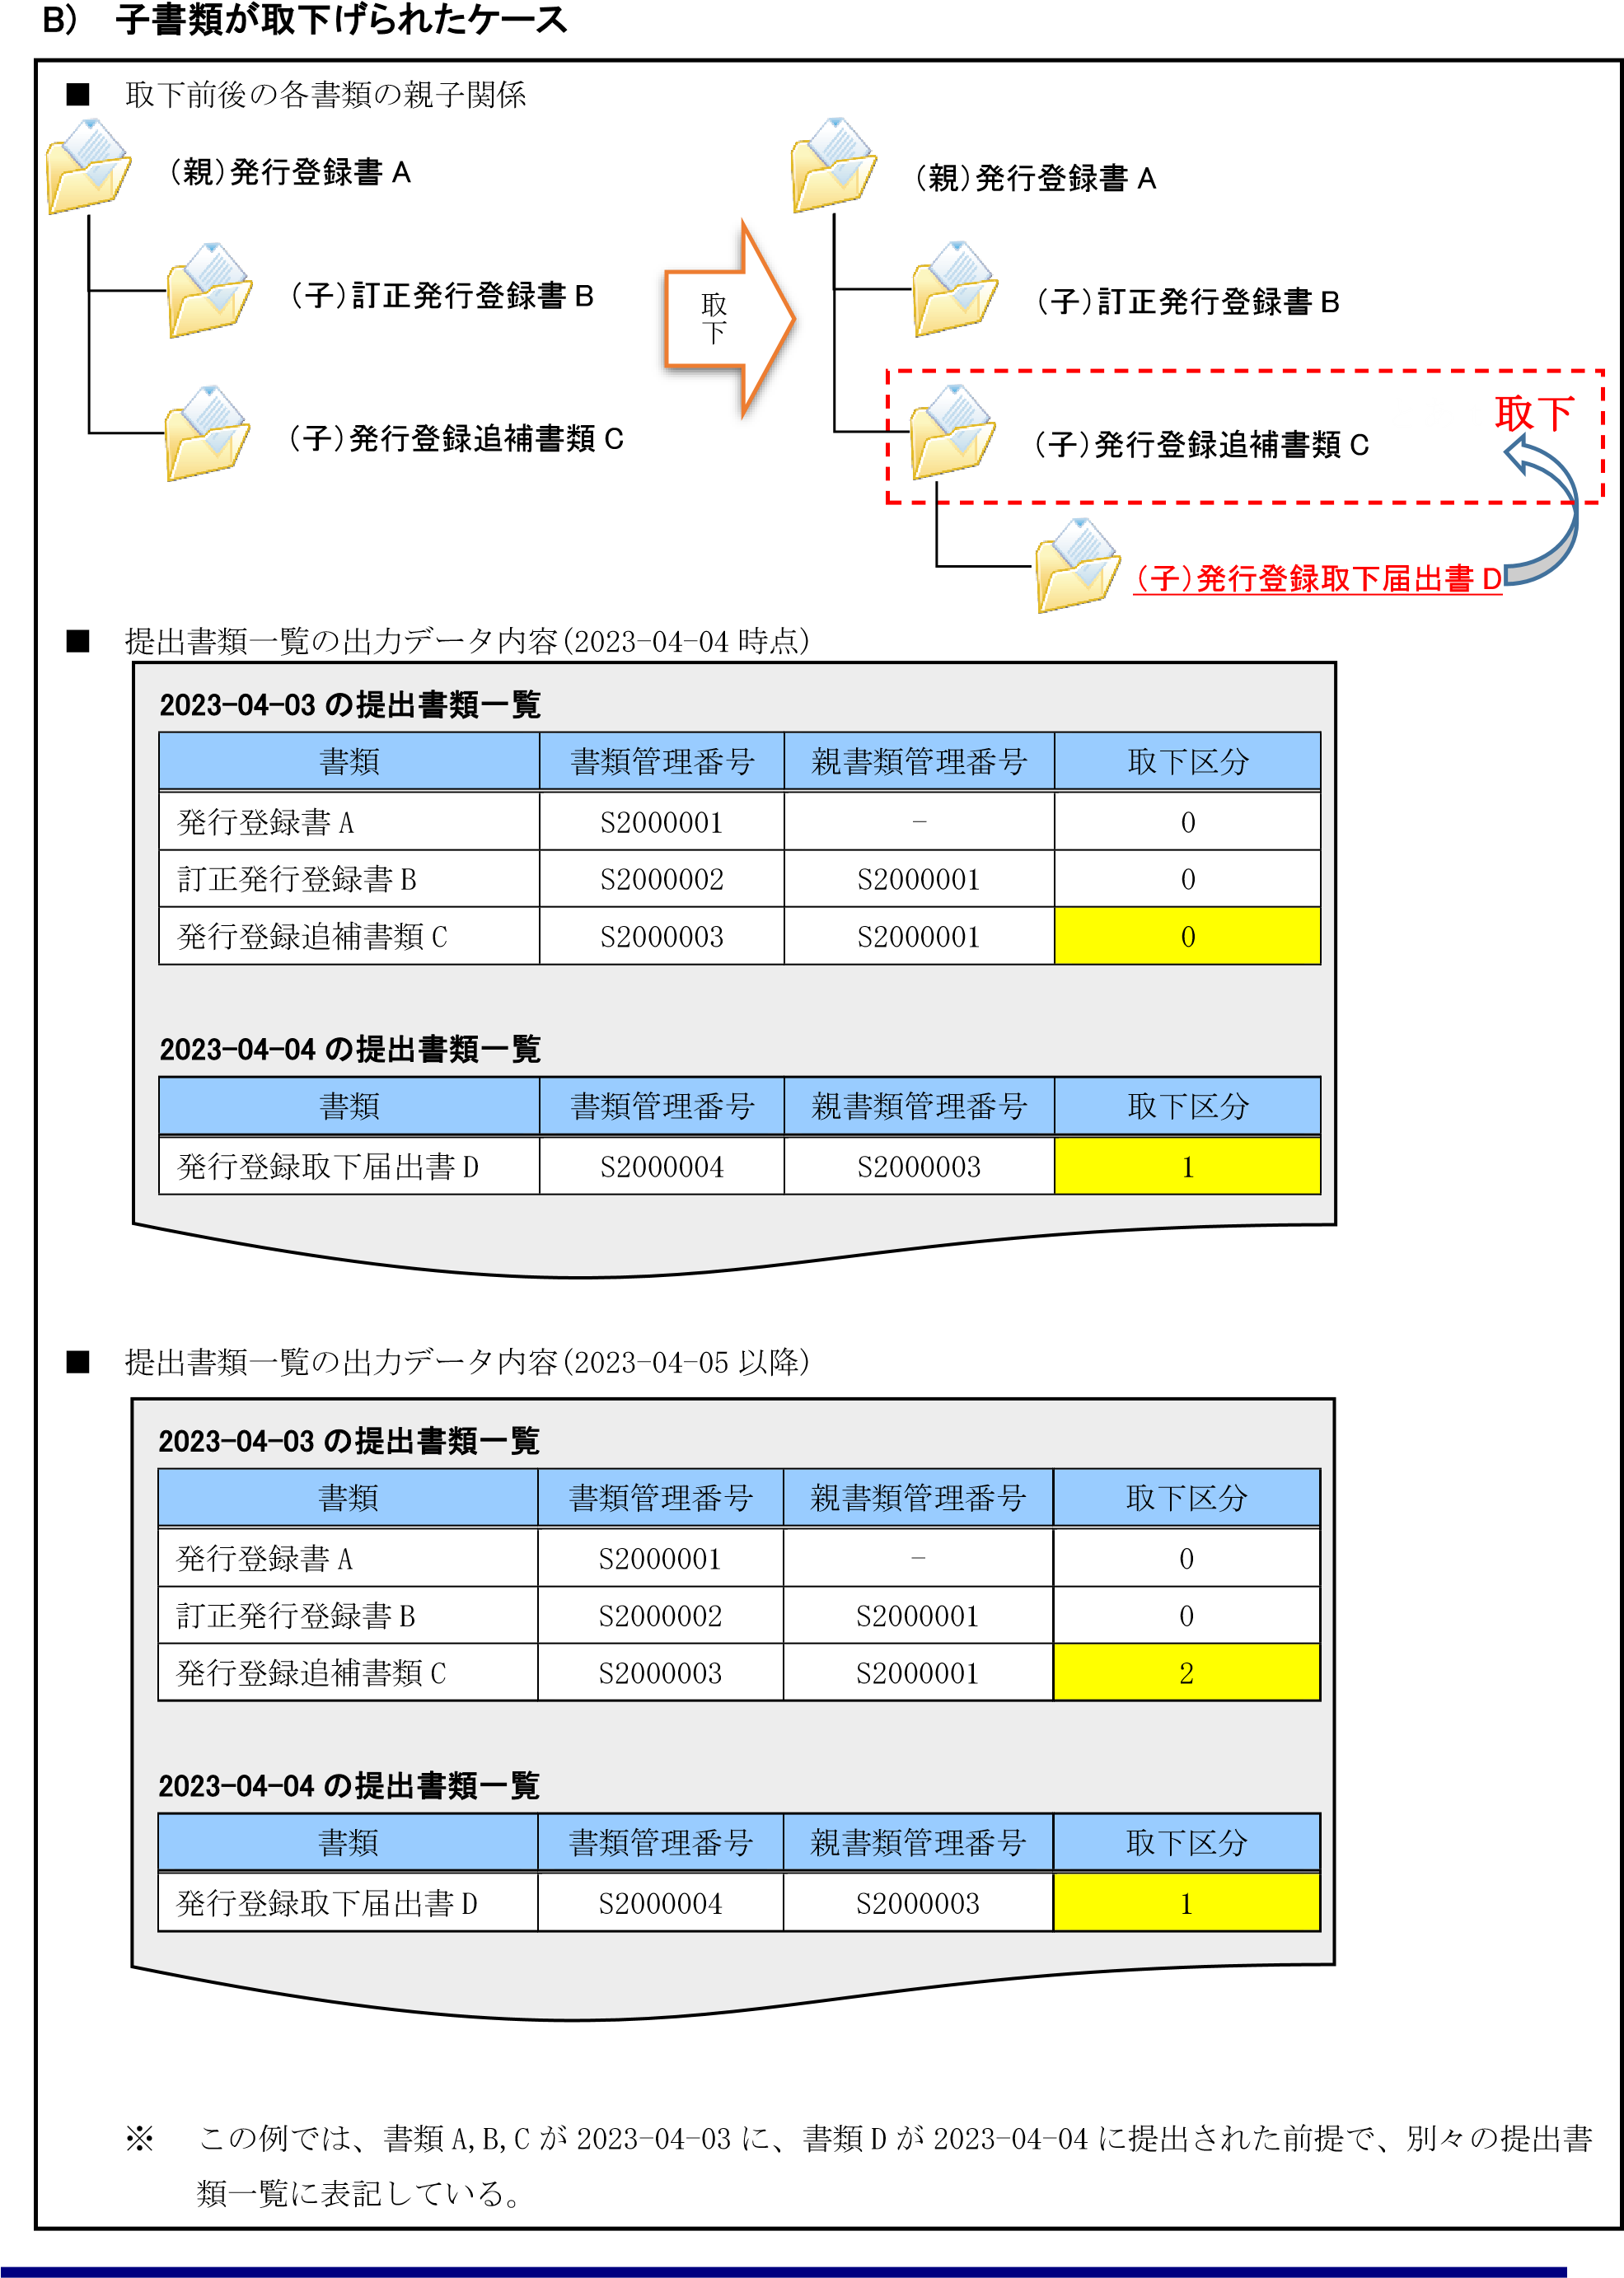 B) 子書類が取下げられたケース
■ 取下前後の各書類の親子関係
(親)発行登録書 A
(子)訂正発行登録書 B
(子)発行登録追補書類 C
取下
(親)発行登録書 A
(子)訂正発行登録書 B
(子)発行登録追補書類 C
取下
(子)発行登録取下届出書 D
■ 提出書類一覧の出力データ内容(2023-04-04 時点)
2023-04-03 の提出書類一覧
書類 書類管理番号 親書類管理番号 取下区分
発行登録書 A S2000001 - 0
訂正発行登録書 B S2000002 S2000001 0
発行登録追補書類 C S2000003 S2000001 0
2023-04-04 の提出書類一覧
書類 書類管理番号 親書類管理番号 取下区分
発行登録取下届出書 D S2000004 S2000003 1
■ 提出書類一覧の出力データ内容(2023-04-05 以降)
2023-04-03 の提出書類一覧
書類 書類管理番号 親書類管理番号 取下区分
発行登録書 A S2000001 - 0
訂正発行登録書 B S2000002 S2000001 0
発行登録追補書類 C S2000003 S2000001 2
2023-04-04 の提出書類一覧
書類 書類管理番号 親書類管理番号 取下区分
発行登録取下届出書 D S2000004 S2000003 1
※ この例では、書類 A,B,C が 2023-04-03 に、書類 D が 2023-04-04 に提出された前提で、別々の提出書
類一覧に表記している。